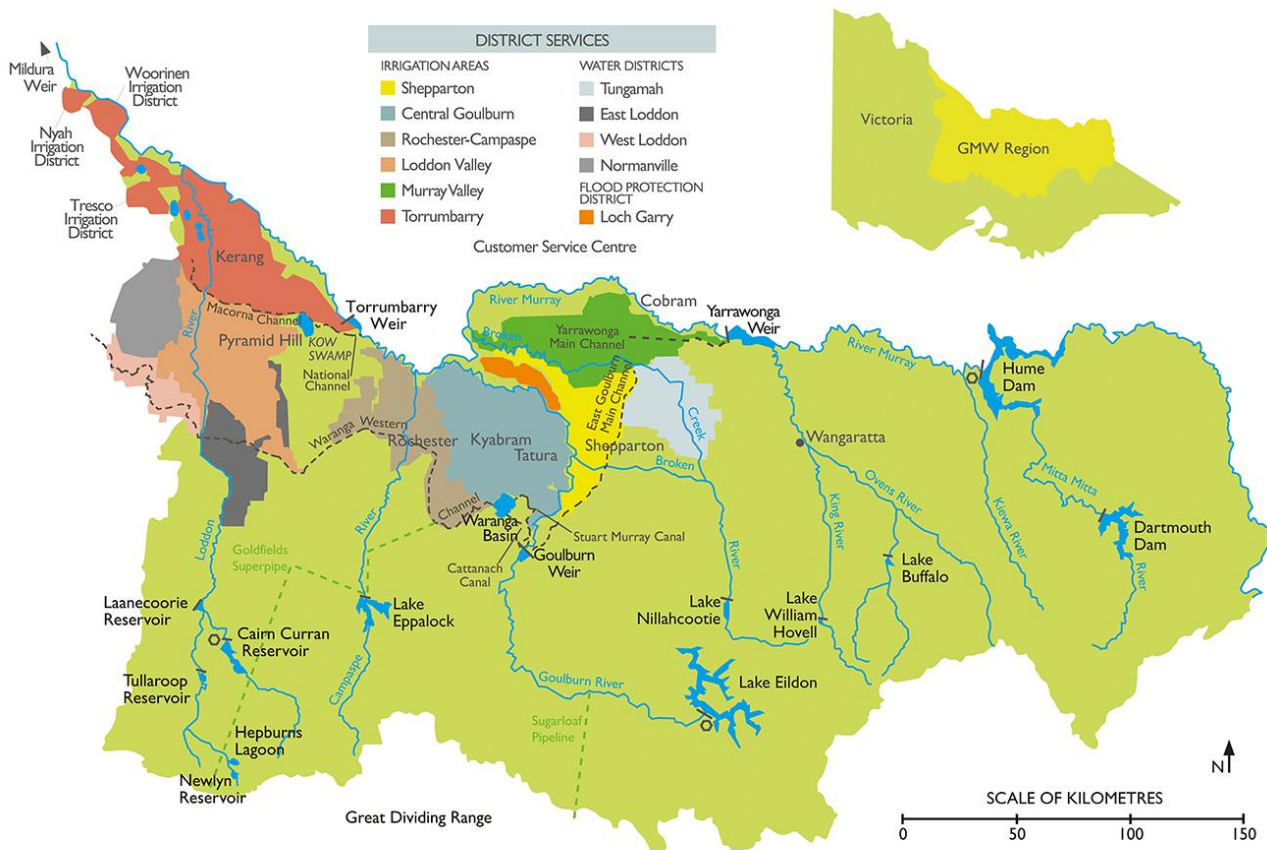 DISTRICT SERVICES
IRRIGATION AREAS
Shepparton
Central Goulburn
Rochester-Campaspe
Loddon Valley
Murray Valley
Torrumbarry
WATER DISTRICTS
Tungamah
East Loddon
West Loddon
Normanville
FLOOD PROTECTION
DISTRICT
Loch Garry
Customer Service Centre
Victoria
GMW Region
Mildura
Weir
Woorinen
Irrigation
District
Nyah
Irrigation
District
Tresco
Irrigation
District
Kerang
Macorna Channel
River
Pyramid Hill
KOW
SWAMP
Torrumbarry
Weir
National
Channel
River Murray
Cobram
Broken
Yarrawonga
Main Channel
Yarrawonga
Weir
River Murray
Hume
Dam
East Goulburn
Main Channel
Creek
Waranga Western
Rochester
Kyabram
Tatura
Shepparton
Broken
Wangaratta
Ovens River
King River
Kiewa River
Mitta Mitta
Dartmouth
Dam
River
Channel
River
Waranga
Basin
Stuart Murray Canal
Cattanach
Canal
Goulburn
Weir
Loddon
Goldfields
Superpipe
River
Lake
Buffalo
Laanecoorie
Reservoir
Lake
Eppalock
Lake
Nillahcootie
Lake
William
Hovell
Cairn Curran
Reservoir
Tullaroop
Reservoir
Campaspe
Goulburn River
Lake Eildon
Sugarloaf
Pipeline
Hepburns
Lagoon
Newlyn
Reservoir
Great Dividing Range
N
SCALE OF KILOMETRES
0 50 100 150